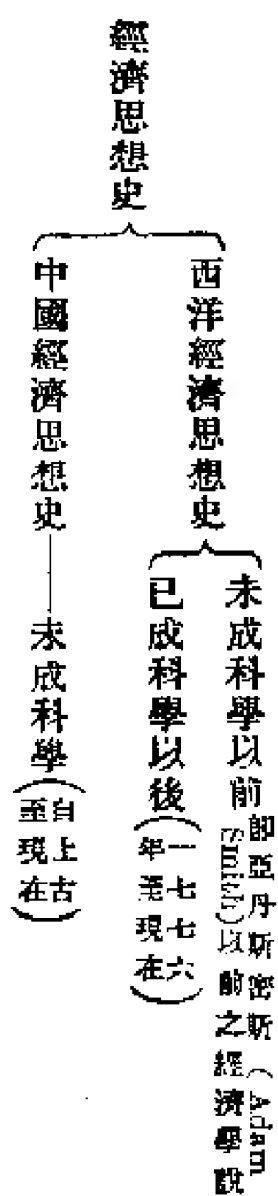 經濟思想史
西洋經濟思想史
未成科學以前
卽亞丹斯密斯（Adam
Smith）以前之經濟學說
已成科學以後
（一七七六
年至現在）
中國經濟思想史——未成科學
（自上古
至現在）